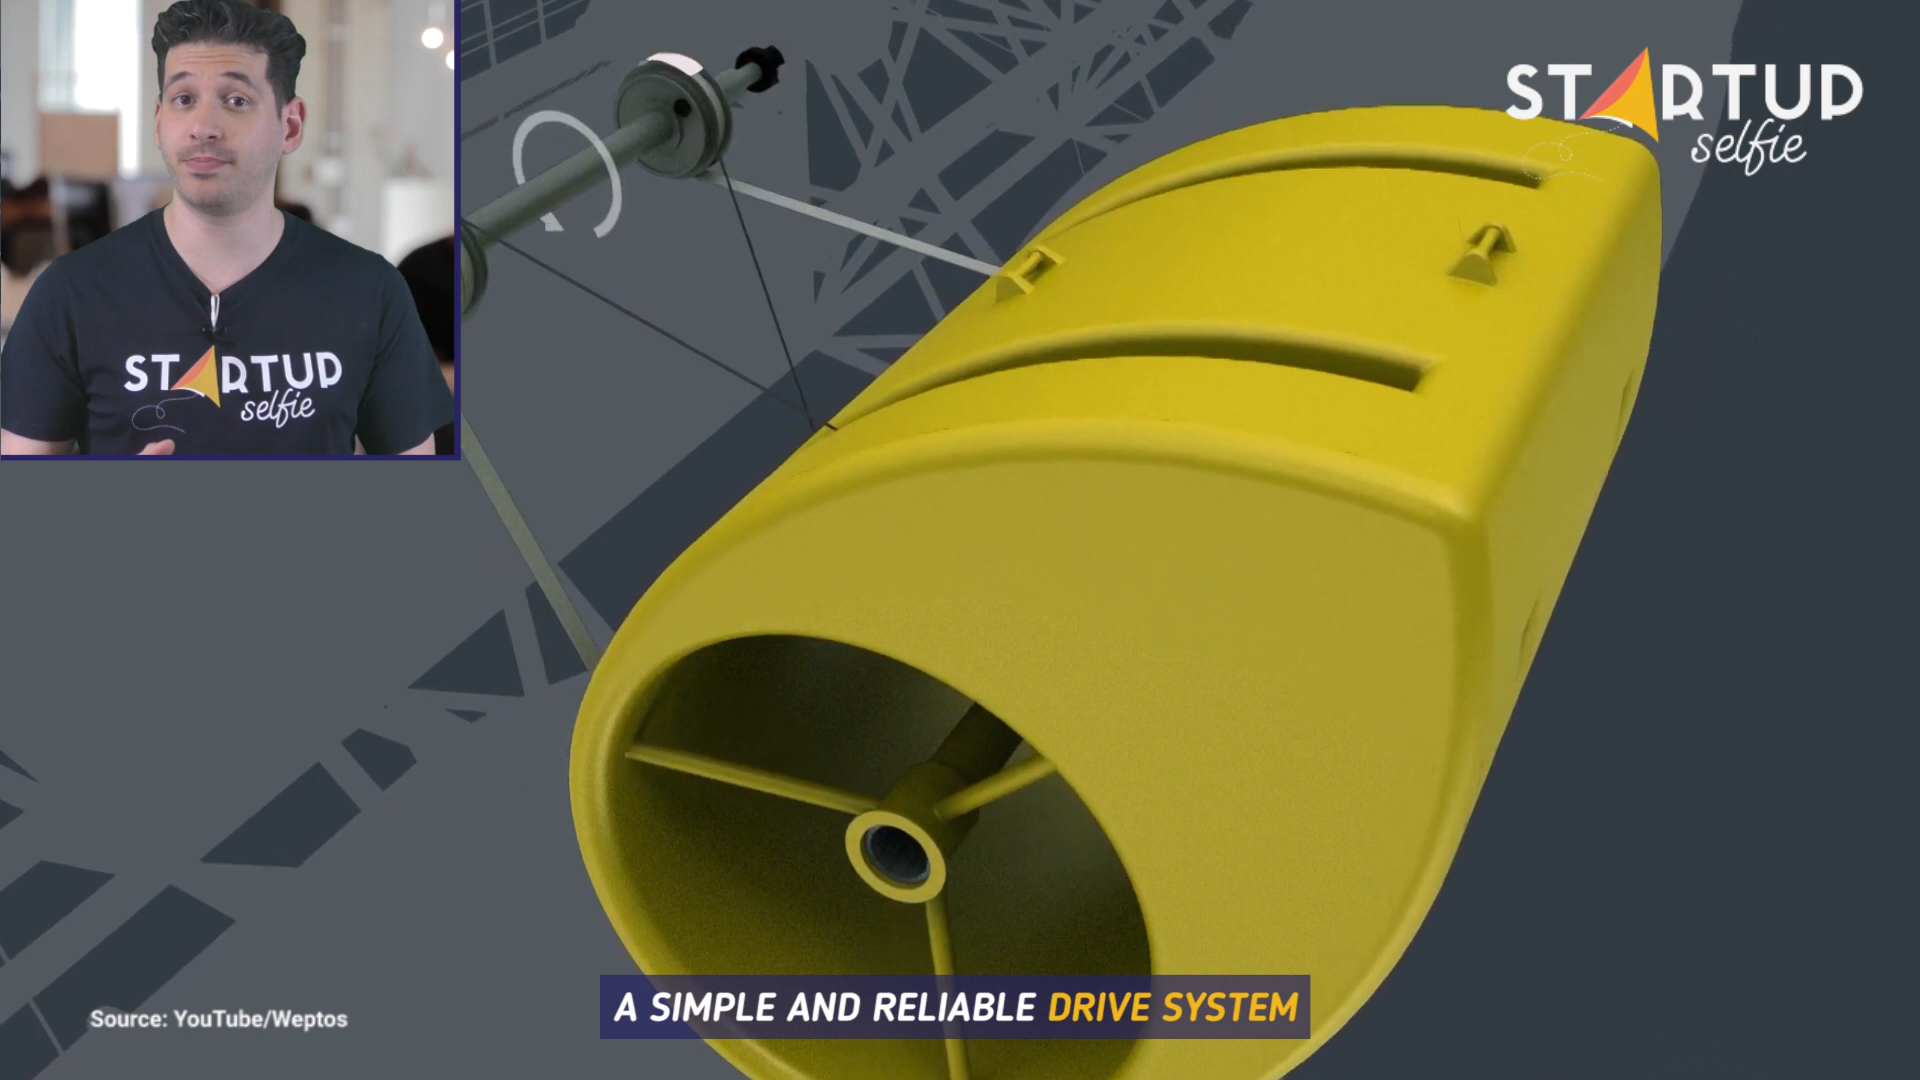 STARTUP
selfie
STARTUP
selfie
A SIMPLE AND RELIABLE DRIVE SYSTEM
Source: YouTube/Weptos